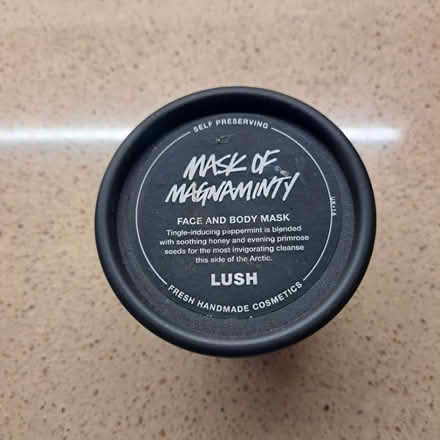 SELF PRESERVING
MASK OF
MAGNAMINTY
FACE AND BODY MASK
Tingle-inducing peppermint is blended
with soothing honey and evening primrose
seeds for the most invigorating cleanse
this side of the Arctic.
LUSH
FRESH HANDMADE COSMETICS